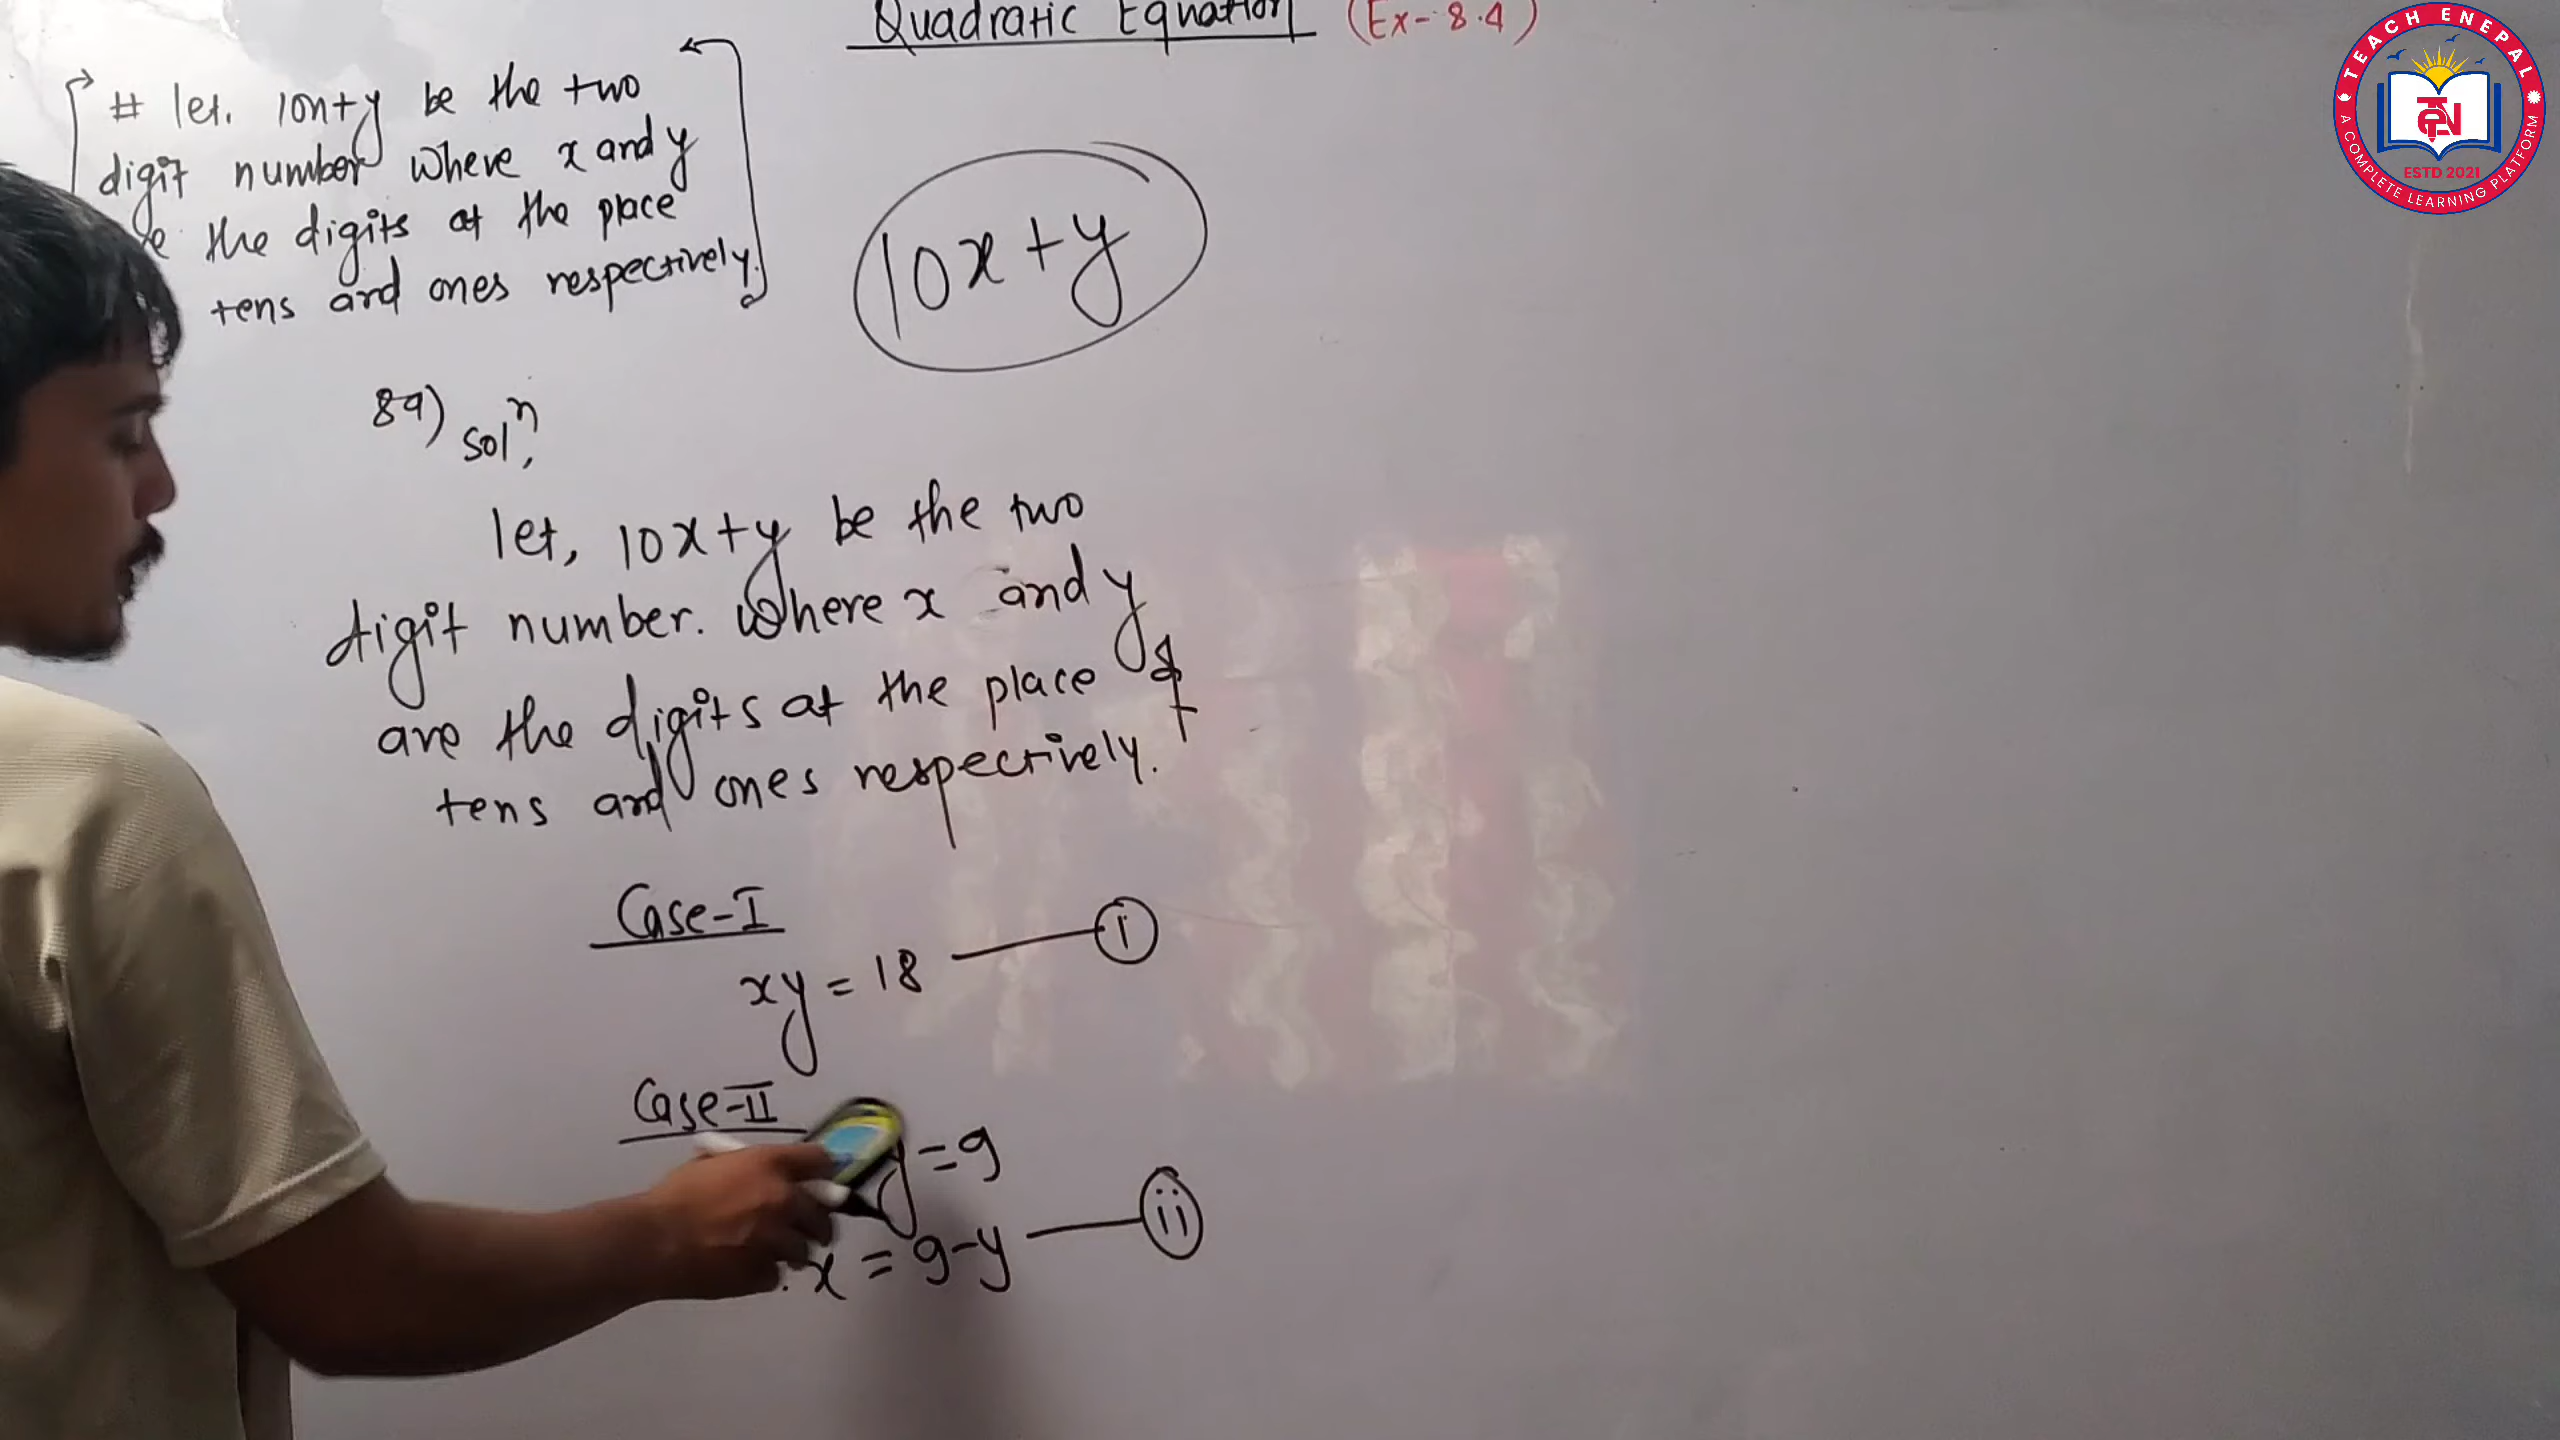 Quadratic Equation (Ex-8.4)
# let. 10x+y be the two
digit number where x and y
the digits at the place
tens and ones respectively.
10x+y
8a) Solⁿ,
let, 10x+y be the two
digit number. Where x and y
are the digits at the place of
tens and ones respectively.
Case-I
xy = 18 (i)
Case-II
y = 9
x = 9-y (ii)
TEACH ENEPAL
TEN
ESTD 2021
A COMPLETE LEARNING PLATFORM